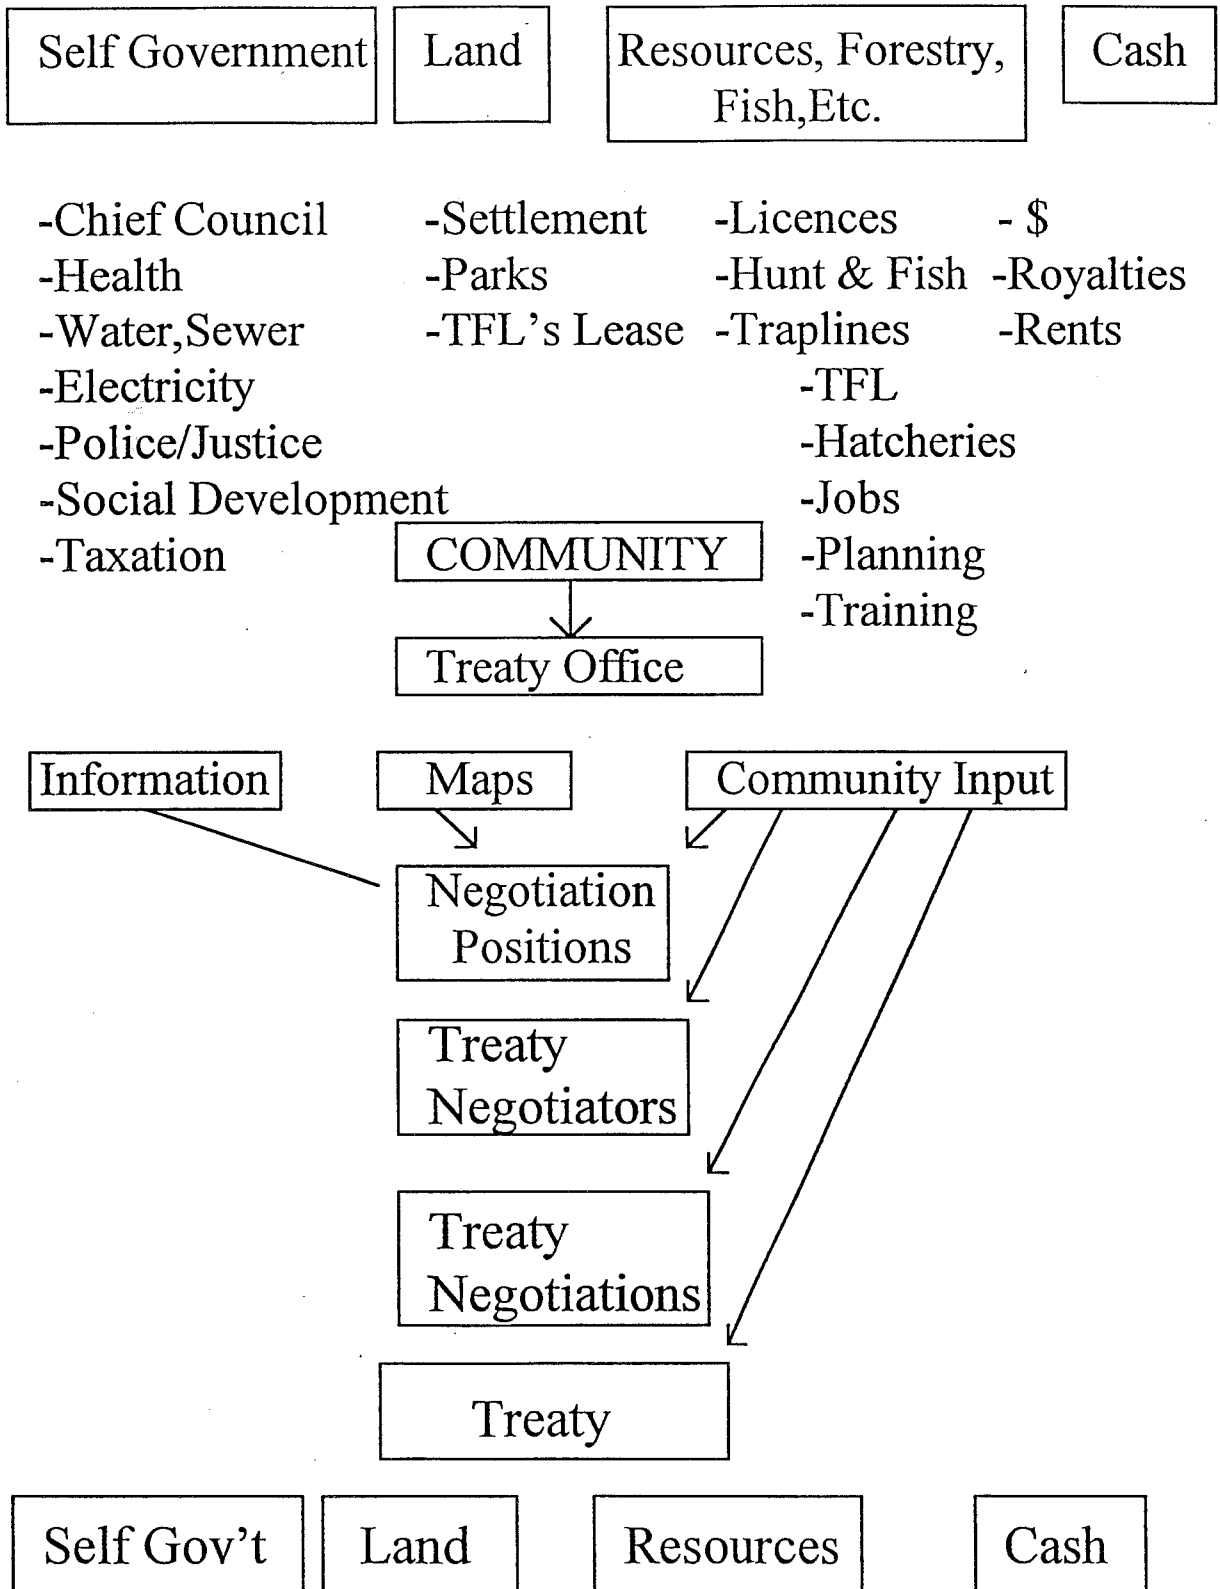 Self Government
Land
Resources, Forestry,
Fish,Etc.
Cash
-Chief Council
-Health
-Water,Sewer
-Electricity
-Police/Justice
-Social Development
-Taxation
-Settlement
-Parks
-TFL's Lease
-Licences
-Hunt & Fish
-Traplines
-TFL
-Hatcheries
-Jobs
-Planning
-Training
- $
-Royalties
-Rents
COMMUNITY
Treaty Office
Information
Maps
Community Input
Negotiation
Positions
Treaty
Negotiators
Treaty
Negotiations
Treaty
Self Gov't
Land
Resources
Cash